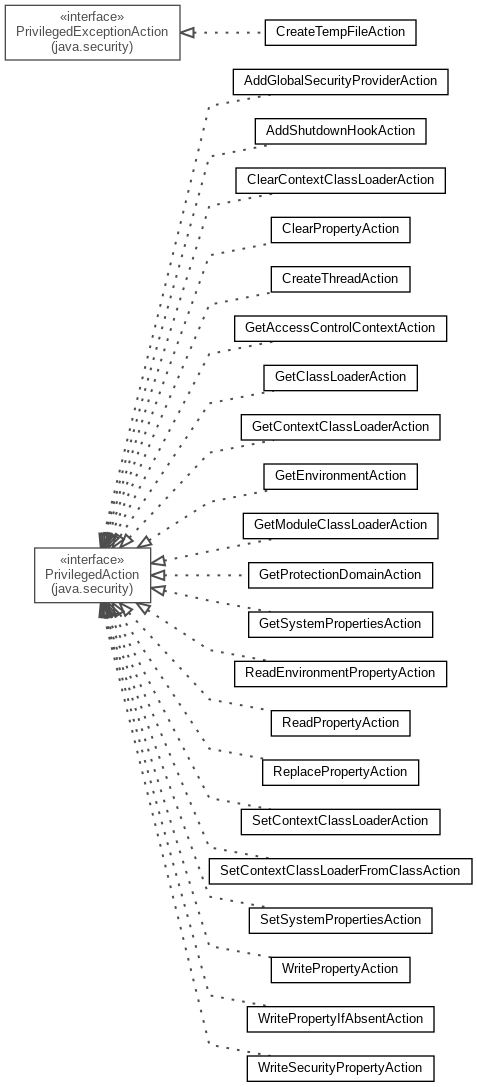 «interface»
PrivilegedExceptionAction
(java.security)
CreateTempFileAction
AddGlobalSecurityProviderAction
AddShutdownHookAction
ClearContextClassLoaderAction
ClearPropertyAction
CreateThreadAction
GetAccessControlContextAction
GetClassLoaderAction
GetContextClassLoaderAction
GetEnvironmentAction
GetModuleClassLoaderAction
«interface»
PrivilegedAction
(java.security)
GetProtectionDomainAction
GetSystemPropertiesAction
ReadEnvironmentPropertyAction
ReadPropertyAction
ReplacePropertyAction
SetContextClassLoaderAction
SetContextClassLoaderFromClassAction
SetSystemPropertiesAction
WritePropertyAction
WritePropertyIfAbsentAction
WriteSecurityPropertyAction